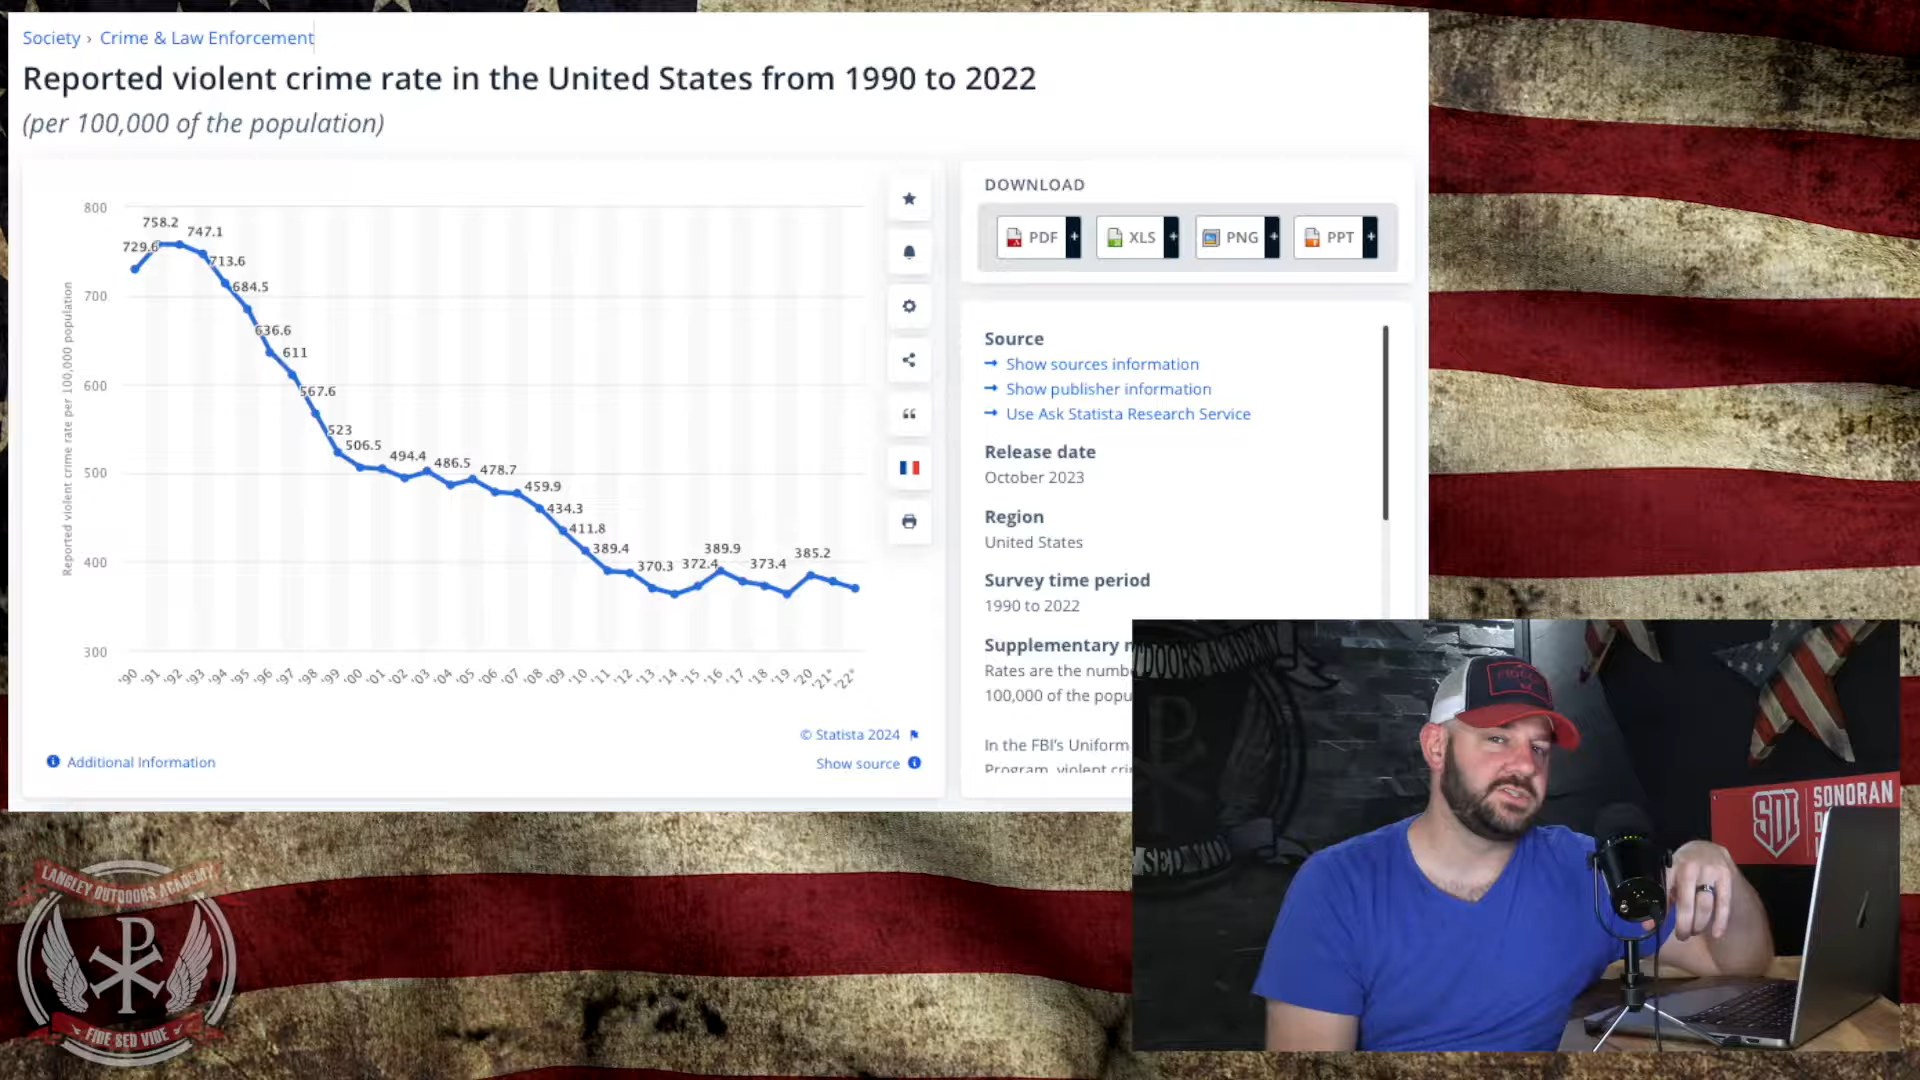 Society › Crime & Law Enforcement
Reported violent crime rate in the United States from 1990 to 2022
(per 100,000 of the population)
Reported violent crime rate per 100,000 population
800
700
600
500
400
300
729.6
758.2
747.1
713.6
684.5
636.6
611
567.6
523
506.5
494.4
486.5
478.7
459.9
434.3
411.8
389.4
370.3
372.4
389.9
373.4
385.2
'90 '91 '92 '93 '94 '95 '96 '97 '98 '99 '00 '01 '02 '03 '04 '05 '06 '07 '08 '09 '10 '11 '12 '13 '14 '15 '16 '17 '18 '19 '20 '21* '22*
© Statista 2024
Additional Information
Show source
DOWNLOAD
PDF + XLS + PNG + PPT +
Source
Show sources information
Show publisher information
Use Ask Statista Research Service
Release date
October 2023
Region
United States
Survey time period
1990 to 2022
Supplementary
Rates are the numb
100,000 of the popu
In the FBI's Uniform
Program, violent cri
DOORS ACADEMY
P
SED VIDE
SDI
SONORAN
LANGLEY OUTDOORS ACADEMY
P
FIDE SED VIDE